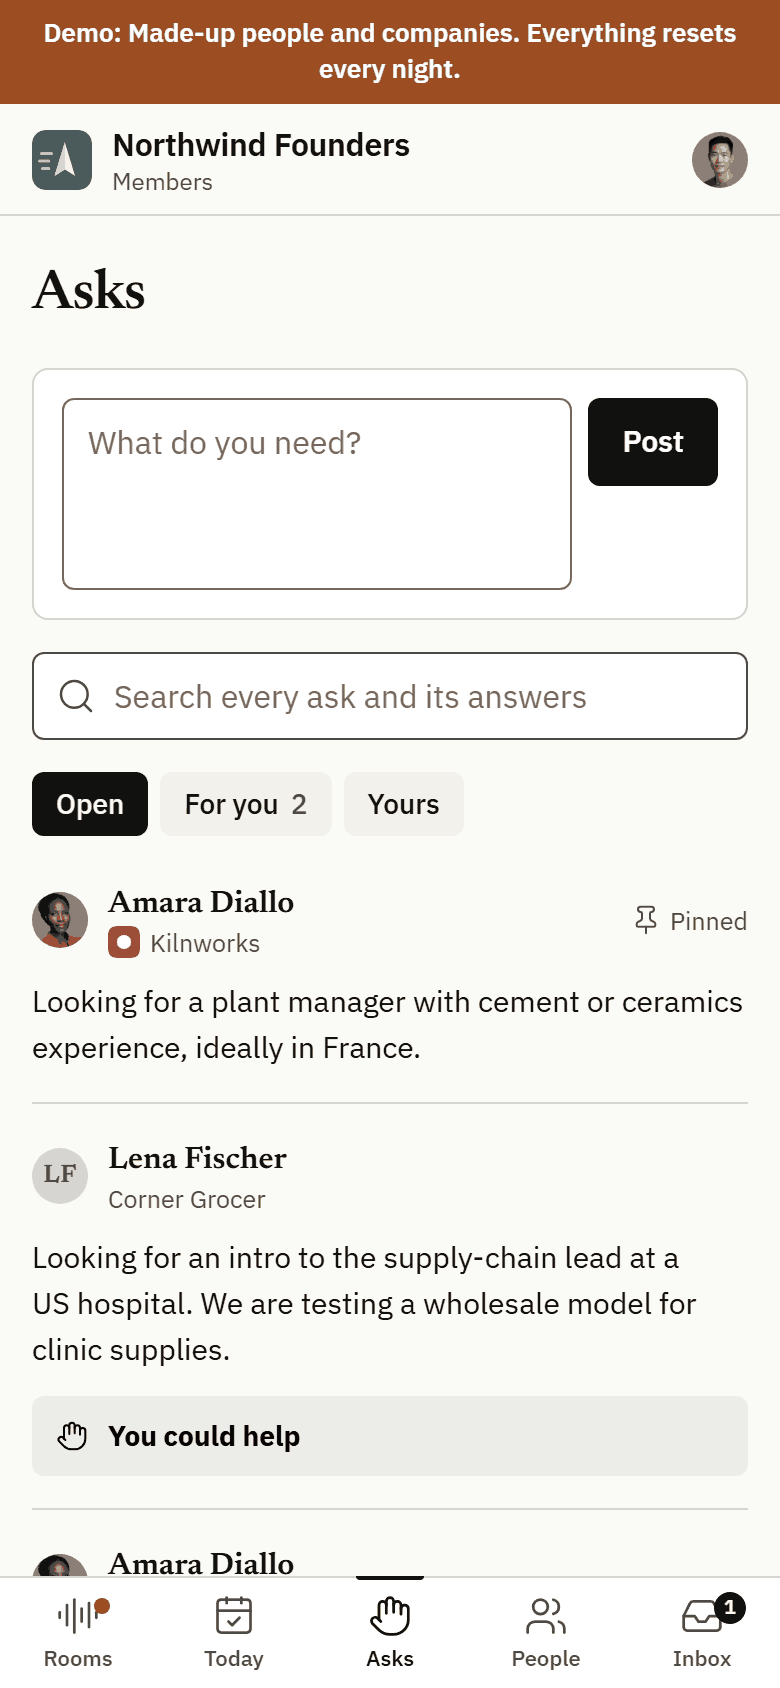 Demo: Made-up people and companies. Everything resets
every night.
Northwind Founders
Members
Asks
What do you need?
Post
Search every ask and its answers
Open
For you 2
Yours
Amara Diallo
Kilnworks
Pinned
Looking for a plant manager with cement or ceramics
experience, ideally in France.
LF
Lena Fischer
Corner Grocer
Looking for an intro to the supply-chain lead at a
US hospital. We are testing a wholesale model for
clinic supplies.
You could help
Amara Diallo
Rooms
Today
Asks
People
1
Inbox